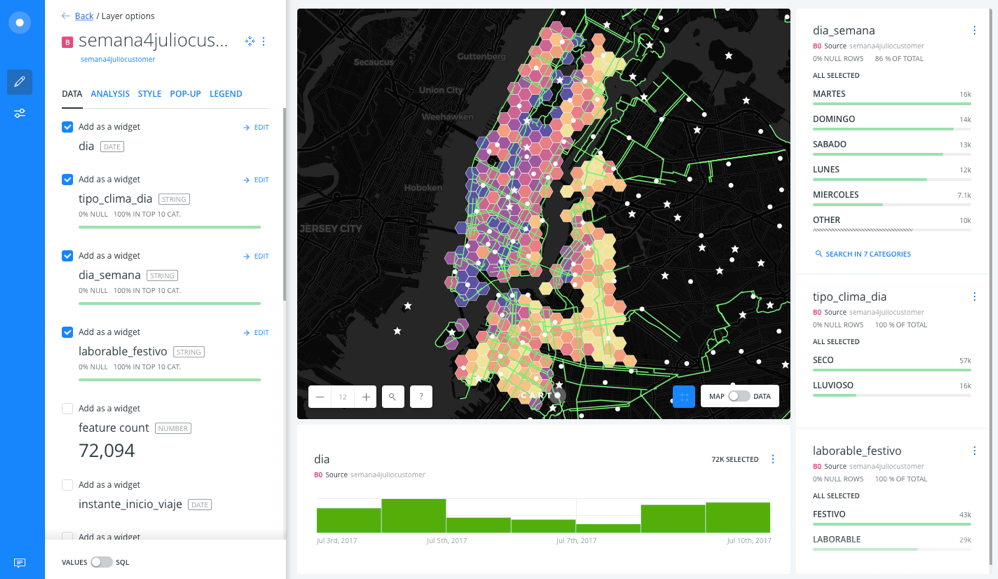 Back / Layer options
B semana4juliocus...
semana4juliocustomer
DATA ANALYSIS STYLE POP-UP LEGEND
Add as a widget EDIT
dia DATE
Add as a widget EDIT
tipo_clima_dia STRING
0% NULL 100% IN TOP 10 CAT.
Add as a widget EDIT
dia_semana STRING
0% NULL 100% IN TOP 10 CAT.
Add as a widget EDIT
laborable_festivo STRING
0% NULL 100% IN TOP 10 CAT.
Add as a widget
feature count NUMBER
72,094
Add as a widget
instante_inicio_viaje DATE
Add as a widget
VALUES SQL
Secaucus
Guttenberg
Union City
Weehawken
Hoboken
JERSEY CITY
12
?
CARTO
MAP DATA
dia
72K SELECTED
B0 Source semana4juliocustomer
Jul 3rd, 2017 Jul 5th, 2017 Jul 7th, 2017 Jul 10th, 2017
dia_semana
B0 Source semana4juliocustomer
0% NULL ROWS 86 % OF TOTAL
ALL SELECTED
MARTES 16k
DOMINGO 14k
SABADO 13k
LUNES 12k
MIERCOLES 7.1k
OTHER 10k
SEARCH IN 7 CATEGORIES
tipo_clima_dia
B0 Source semana4juliocustomer
0% NULL ROWS 100 % OF TOTAL
ALL SELECTED
SECO 57k
LLUVIOSO 16k
laborable_festivo
B0 Source semana4juliocustomer
0% NULL ROWS 100 % OF TOTAL
ALL SELECTED
FESTIVO 43k
LABORABLE 29k